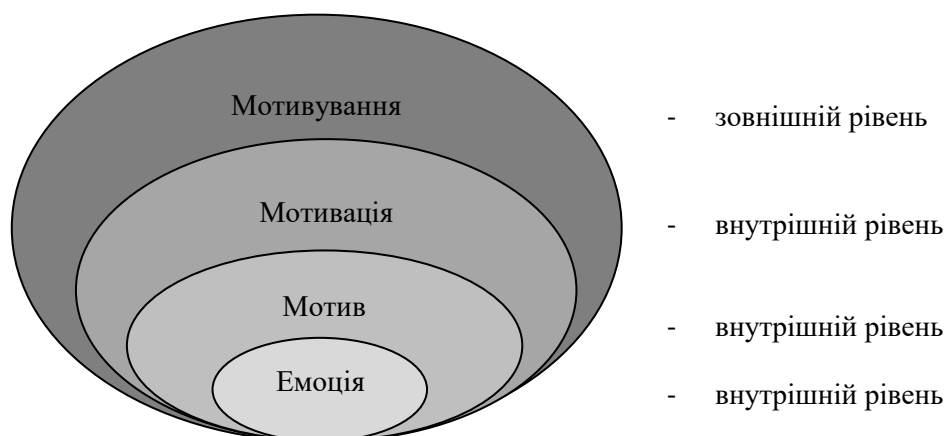 Мотивування - зовнішній рівень
Мотивація - внутрішній рівень
Мотив - внутрішній рівень
Емоція - внутрішній рівень